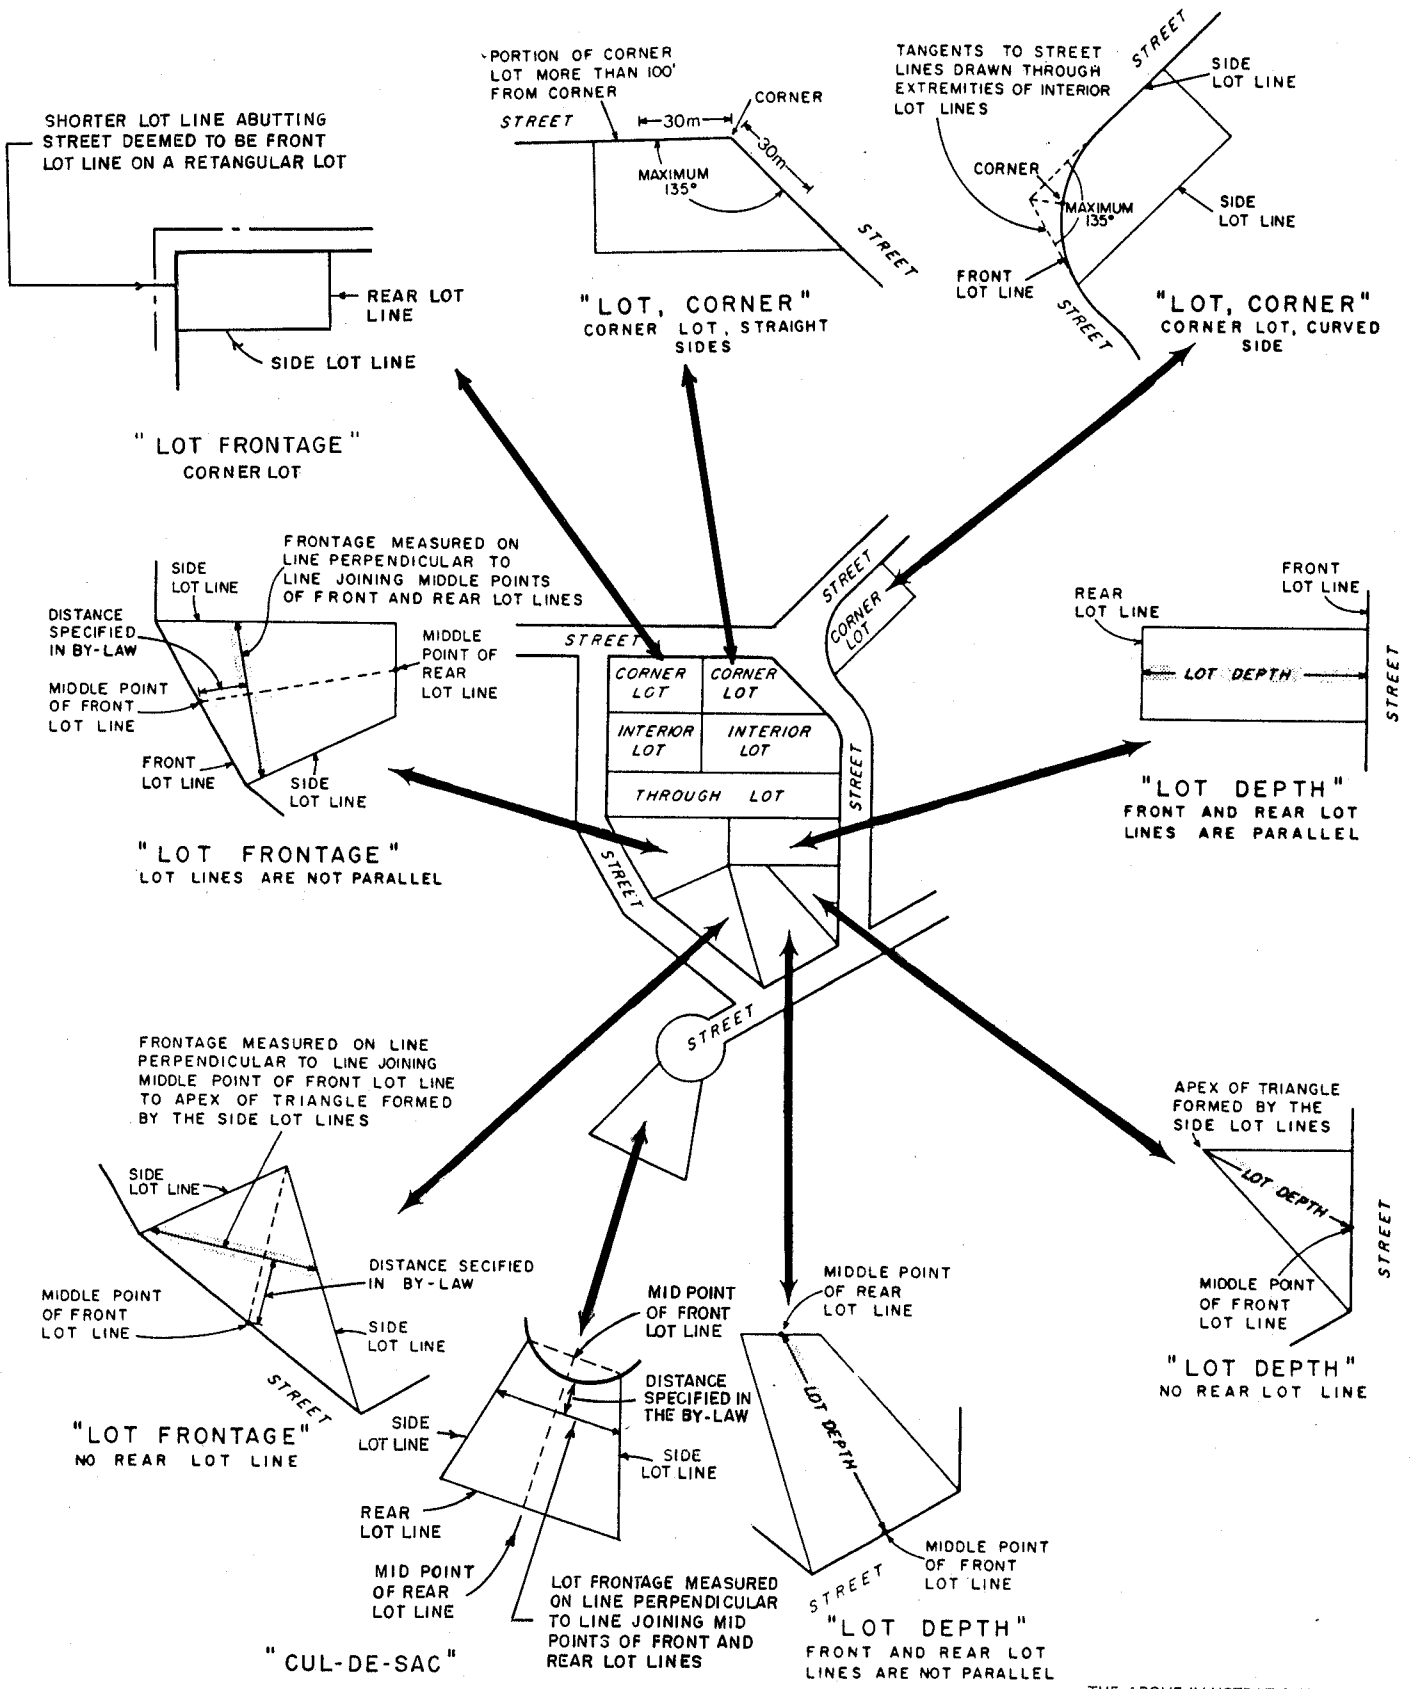 PORTION OF CORNER
LOT MORE THAN 100'
FROM CORNER
STREET
30m
CORNER
30m
MAXIMUM
135°
STREET
"LOT, CORNER"
CORNER LOT, STRAIGHT
SIDES
TANGENTS TO STREET
LINES DRAWN THROUGH
EXTREMITIES OF INTERIOR
LOT LINES
STREET
SIDE
LOT LINE
CORNER
MAXIMUM
135°
SIDE
LOT LINE
FRONT
LOT LINE
STREET
"LOT, CORNER"
CORNER LOT, CURVED
SIDE
SHORTER LOT LINE ABUTTING
STREET DEEMED TO BE FRONT
LOT LINE ON A RETANGULAR LOT
REAR LOT
LINE
SIDE LOT LINE
"LOT FRONTAGE"
CORNER LOT
FRONTAGE MEASURED ON
LINE PERPENDICULAR TO
LINE JOINING MIDDLE POINTS
OF FRONT AND REAR LOT LINES
SIDE
LOT LINE
DISTANCE
SPECIFIED
IN BY-LAW
MIDDLE
POINT OF
REAR
LOT LINE
MIDDLE POINT
OF FRONT
LOT LINE
FRONT
LOT LINE
SIDE
LOT LINE
"LOT FRONTAGE"
LOT LINES ARE NOT PARALLEL
STREET
STREET
CORNER
LOT
CORNER
LOT
CORNER
LOT
INTERIOR
LOT
INTERIOR
LOT
THROUGH LOT
STREET
STREET
STREET
FRONT
LOT LINE
REAR
LOT LINE
LOT DEPTH
STREET
"LOT DEPTH"
FRONT AND REAR LOT
LINES ARE PARALLEL
FRONTAGE MEASURED ON LINE
PERPENDICULAR TO LINE JOINING
MIDDLE POINT OF FRONT LOT LINE
TO APEX OF TRIANGLE FORMED
BY THE SIDE LOT LINES
SIDE
LOT LINE
DISTANCE SECIFIED
IN BY-LAW
MIDDLE POINT
OF FRONT
LOT LINE
SIDE
LOT LINE
STREET
"LOT FRONTAGE"
NO REAR LOT LINE
MID POINT
OF FRONT
LOT LINE
DISTANCE
SPECIFIED IN
THE BY-LAW
SIDE
LOT LINE
SIDE
LOT LINE
REAR
LOT LINE
MID POINT
OF REAR
LOT LINE
LOT FRONTAGE MEASURED
ON LINE PERPENDICULAR
TO LINE JOINING MID
POINTS OF FRONT AND
REAR LOT LINES
"CUL-DE-SAC"
MIDDLE POINT
OF REAR
LOT LINE
LOT DEPTH
MIDDLE POINT
OF FRONT
LOT LINE
STREET
"LOT DEPTH"
FRONT AND REAR LOT
LINES ARE NOT PARALLEL
APEX OF TRIANGLE
FORMED BY THE
SIDE LOT LINES
LOT DEPTH
STREET
MIDDLE POINT
OF FRONT
LOT LINE
"LOT DEPTH"
NO REAR LOT LINE